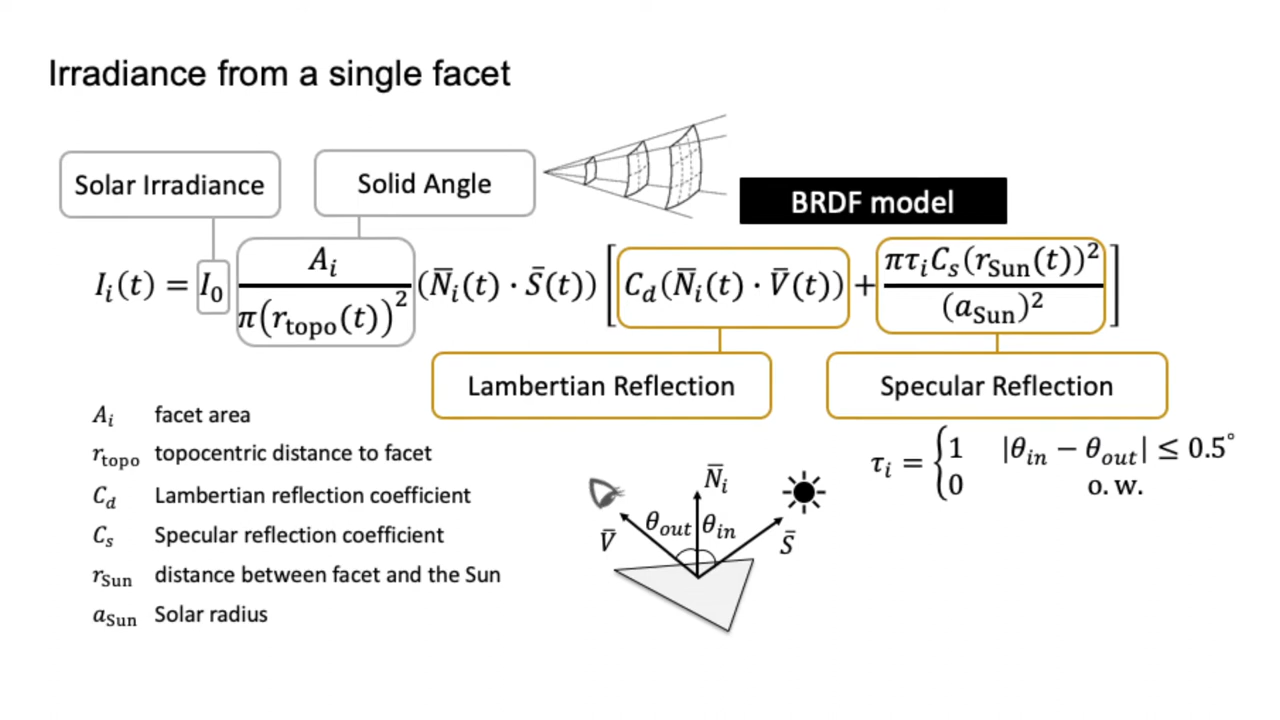 Irradiance from a single facet
Solar Irradiance
Solid Angle
BRDF model
I_i(t) = I_0 A_i / π(r_topo(t))² (N̄_i(t) · S̄(t)) [ C_d(N̄_i(t) · V̄(t)) + πτ_iC_s(r_Sun(t))² / (a_Sun)² ]
Lambertian Reflection
Specular Reflection
A_i facet area
r_topo topocentric distance to facet
C_d Lambertian reflection coefficient
C_s Specular reflection coefficient
r_Sun distance between facet and the Sun
a_Sun Solar radius
τ_i = { 1 |θ_in − θ_out| ≤ 0.5°
0 o. w.
N̄_i
θ_out θ_in
V̄
S̄